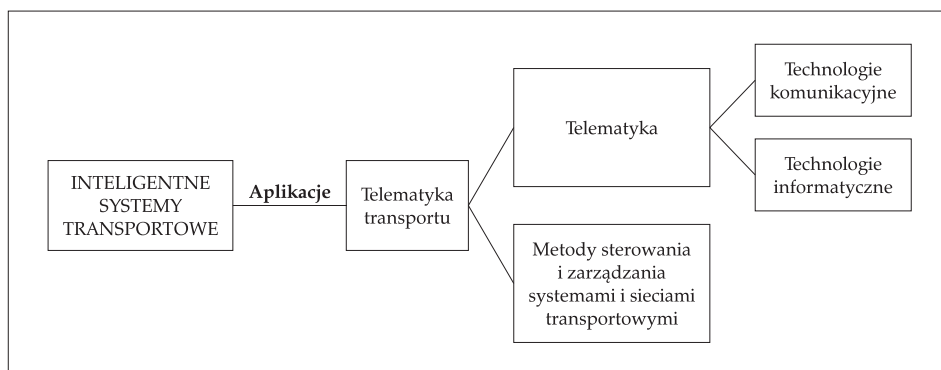 INTELIGENTNE
SYSTEMY
TRANSPORTOWE
Aplikacje
Telematyka
transportu
Telematyka
Technologie
komunikacyjne
Technologie
informatyczne
Metody sterowania
i zarządzania
systemami i sieciami
transportowymi